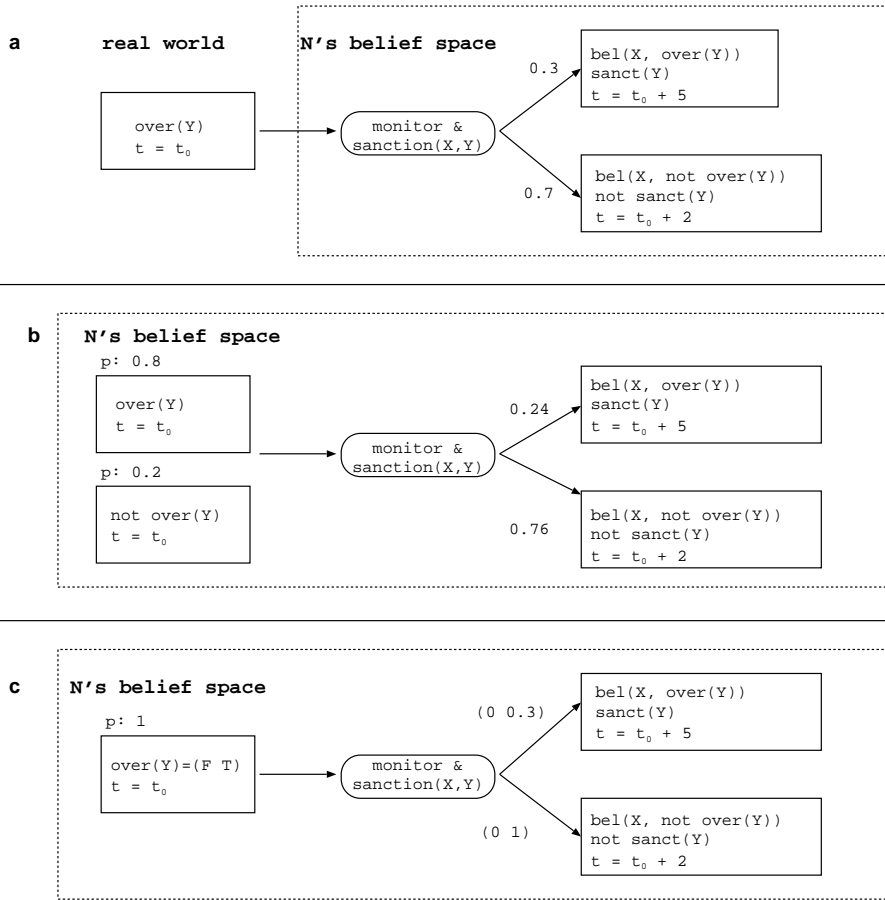 a real world N's belief space
over(Y)
t = t₀
monitor &
sanction(X,Y)
0.3
bel(X, over(Y))
sanct(Y)
t = t₀ + 5
0.7
bel(X, not over(Y))
not sanct(Y)
t = t₀ + 2
b N's belief space
p: 0.8
over(Y)
t = t₀
p: 0.2
not over(Y)
t = t₀
monitor &
sanction(X,Y)
0.24
bel(X, over(Y))
sanct(Y)
t = t₀ + 5
0.76
bel(X, not over(Y))
not sanct(Y)
t = t₀ + 2
c N's belief space
p: 1
over(Y)=(F T)
t = t₀
monitor &
sanction(X,Y)
(0 0.3)
bel(X, over(Y))
sanct(Y)
t = t₀ + 5
(0 1)
bel(X, not over(Y))
not sanct(Y)
t = t₀ + 2